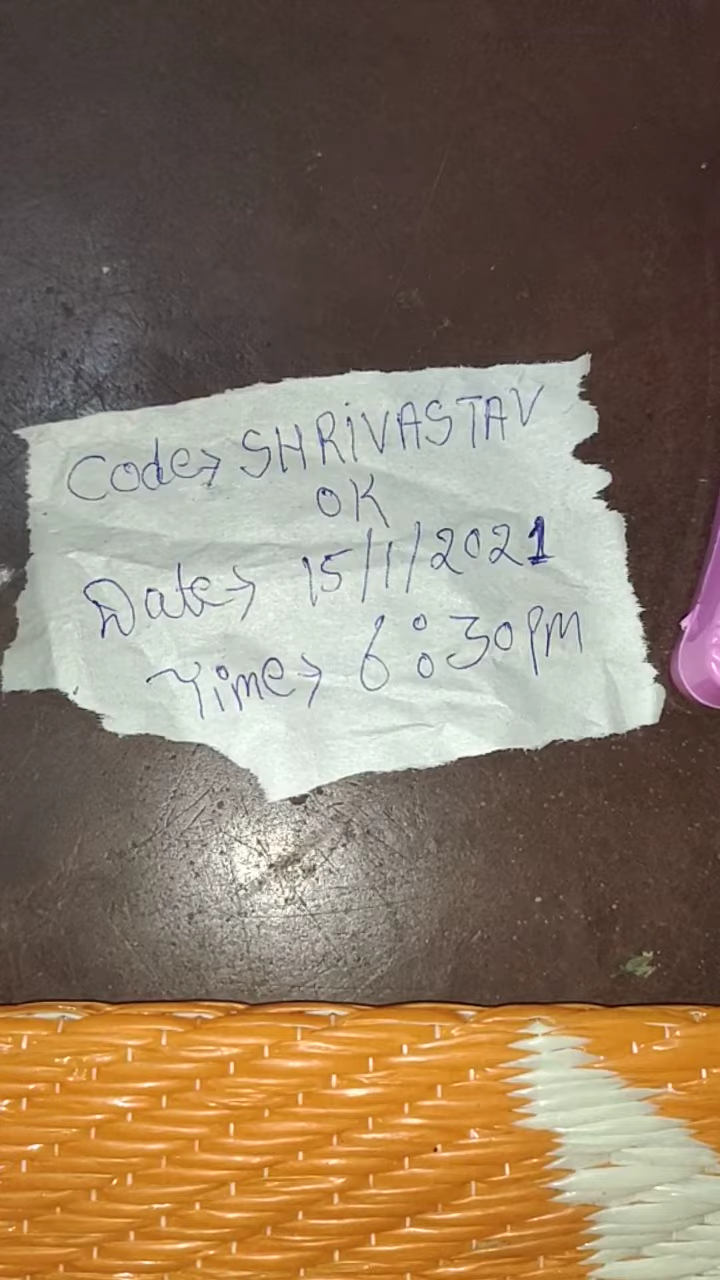 Code→ SHRIVASTAV
OK
Date→ 15/1/2021
Time→ 6:30PM